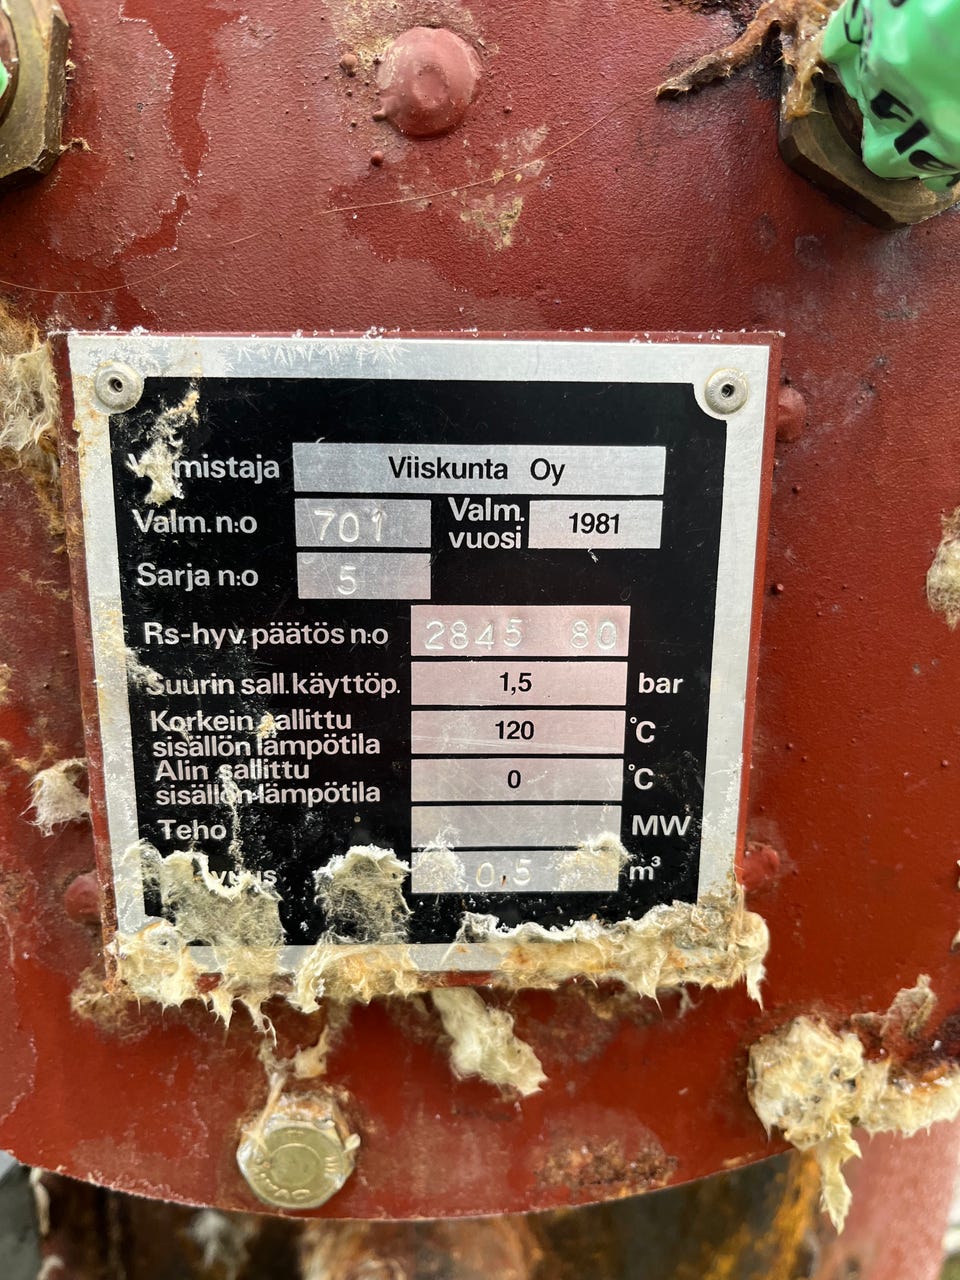 Valmistaja Viiskunta Oy
Valm. n:o 701 Valm. vuosi 1981
Sarja n:o 5
Rs-hyv. päätös n:o 2845 80
Suurin sall. käyttöp. 1,5 bar
Korkein sallittu
sisällön lämpötila 120 °C
Alin sallittu
sisällön lämpötila 0 °C
Teho MW
0,5 m³